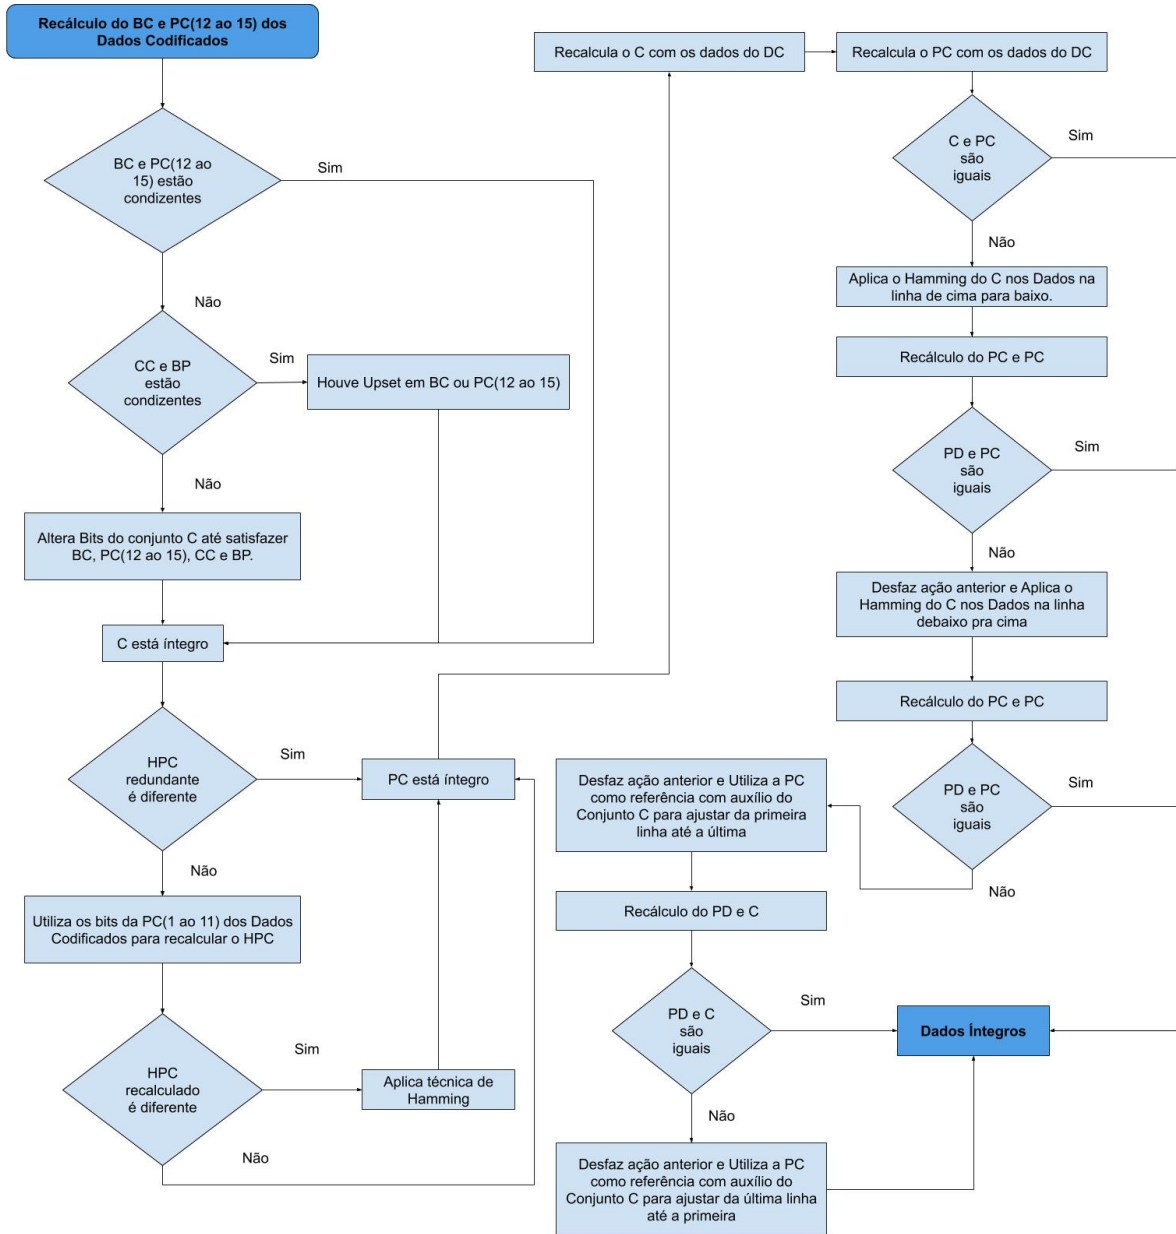 Recálculo do BC e PC(12 ao 15) dos
Dados Codificados
BC e PC(12 ao
15) estão
condizentes
Sim
Não
CC e BP
estão
condizentes
Sim
Houve Upset em BC ou PC(12 ao 15)
Não
Altera Bits do conjunto C até satisfazer
BC, PC(12 ao 15), CC e BP.
C está íntegro
HPC
redundante
é diferente
Sim
PC está íntegro
Não
Utiliza os bits da PC(1 ao 11) dos Dados
Codificados para recalcular o HPC
HPC
recalculado
é diferente
Sim
Aplica técnica de
Hamming
Não
Recalcula o C com os dados do DC
Recalcula o PC com os dados do DC
C e PC
são
iguais
Sim
Não
Aplica o Hamming do C nos Dados na
linha de cima para baixo.
Recálculo do PC e PC
PD e PC
são
iguais
Sim
Não
Desfaz ação anterior e Aplica o
Hamming do C nos Dados na linha
debaixo pra cima
Recálculo do PC e PC
PD e PC
são
iguais
Sim
Não
Desfaz ação anterior e Utiliza a PC
como referência com auxílio do
Conjunto C para ajustar da primeira
linha até a última
Recálculo do PD e C
PD e C
são
iguais
Sim
Dados Íntegros
Não
Desfaz ação anterior e Utiliza a PC
como referência com auxílio do
Conjunto C para ajustar da última linha
até a primeira